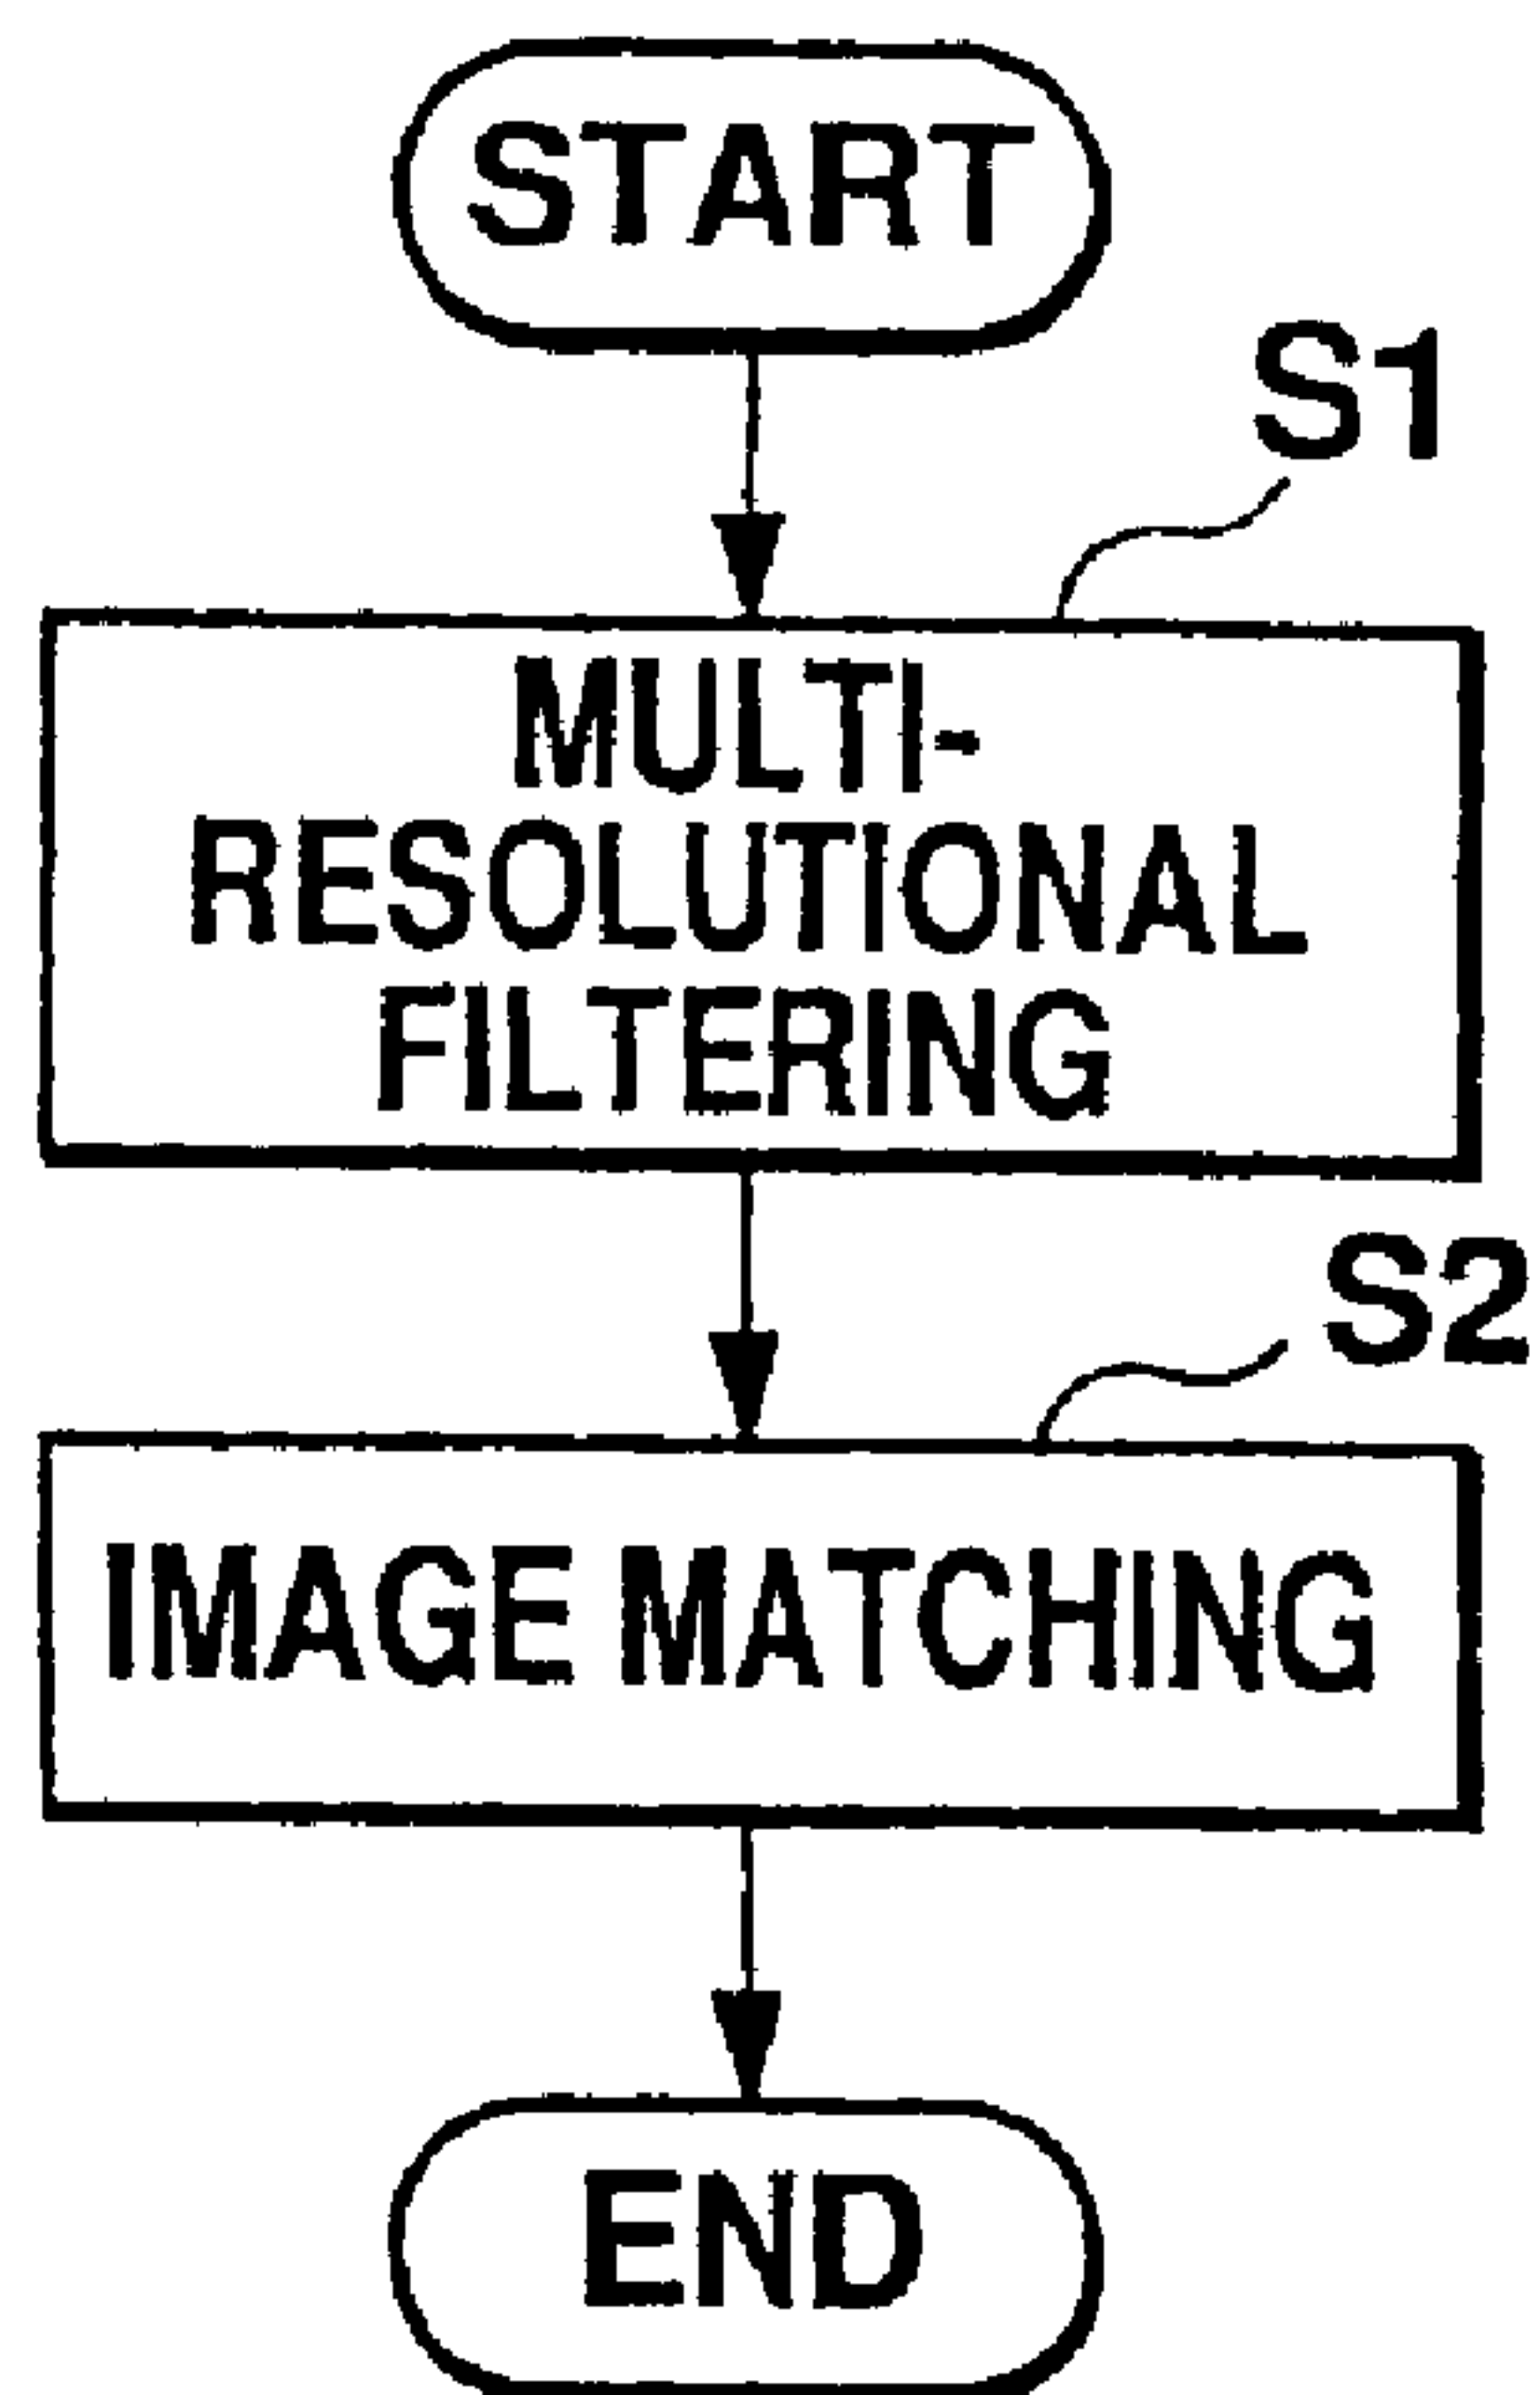 START
S1
MULTI-
RESOLUTIONAL
FILTERING
S2
IMAGE MATCHING
END